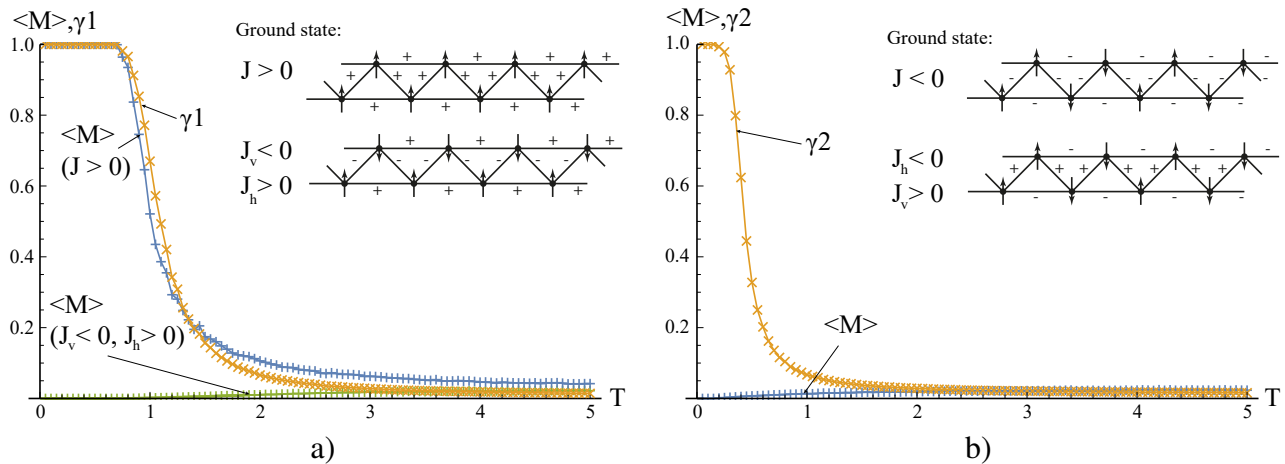 <M>,γ1
1.0
0.8
0.6
0.4
0.2
0 1 2 3 4 5 T
Ground state:
J > 0
+ + + +
+ + + + + + +
+ + + +
J_v < 0
J_h > 0
+ + + +
- - - - - - -
+ + + +
γ1
<M>
(J > 0)
<M>
(J_v < 0, J_h > 0)
a)
<M>,γ2
1.0
0.8
0.6
0.4
0.2
0 1 2 3 4 5 T
Ground state:
J < 0
- - - -
- - - - - - - -
- - -
J_h < 0
J_v > 0
- - - -
+ + + + + + +
- - -
γ2
<M>
b)